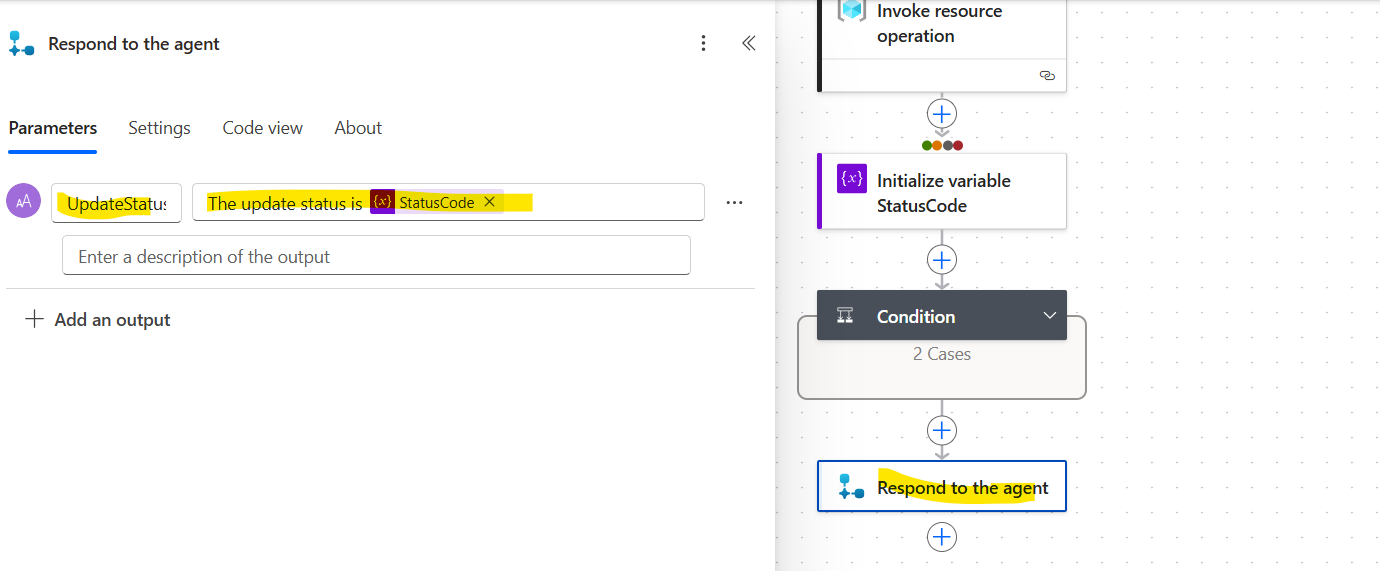 Respond to the agent
Parameters
Settings
Code view
About
AA
UpdateStatus
The update status is {x} StatusCode
Enter a description of the output
Add an output
Invoke resource
operation
{x}
Initialize variable
StatusCode
Condition
2 Cases
Respond to the agent